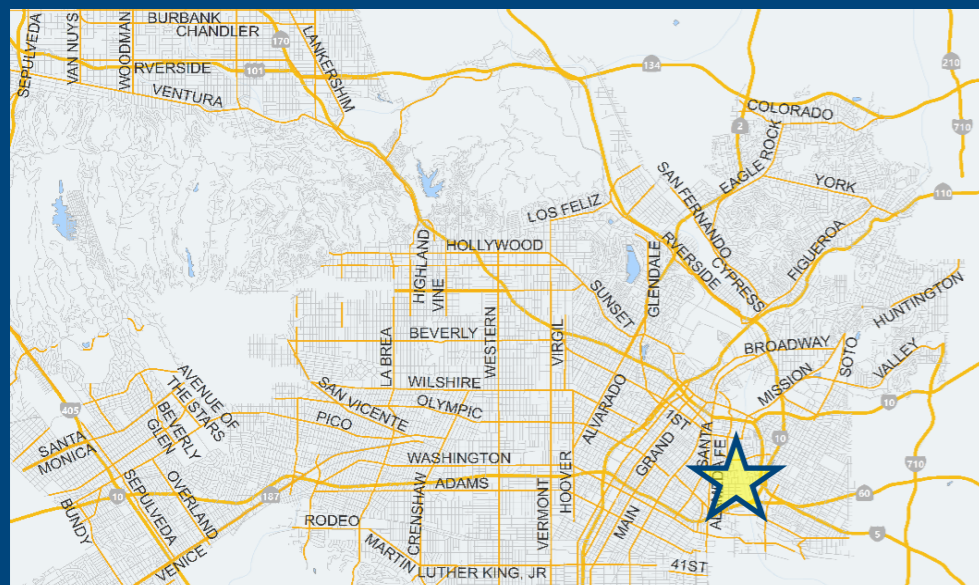 BURBANK
CHANDLER
SEPULVEDA
VAN NUYS
WOODMAN
170
LANKERSHIM
RVERSIDE
101
134
210
VENTURA
COLORADO
2
710
EAGLE ROCK
YORK
110
SAN FERNANDO
LOS FELIZ
HOLLYWOOD
HIGHLAND
VINE
RVERSIDE
CYPRESS
FIGUEROA
GLENDALE
SUNSET
HUNTINGTON
BEVERLY
LA BREA
WESTERN
VIRGIL
BROADWAY
SOTO
VALLEY
MISSION
WILSHIRE
OLYMPIC
SAN VICENTE
PICO
AVENUE OF
THE STARS
BEVERLY
GLEN
405
SANTA
MONICA
ALVARADO
1ST
GRAND
SANTA
FE
10
10
WASHINGTON
ADAMS
HOOVER
VERMONT
CRENSHAW
MAIN
710
60
5
187
10
SEPULVEDA
OVERLAND
BUNDY
VENICE
RODEO
MARTIN
LUTHER KING, JR
41ST